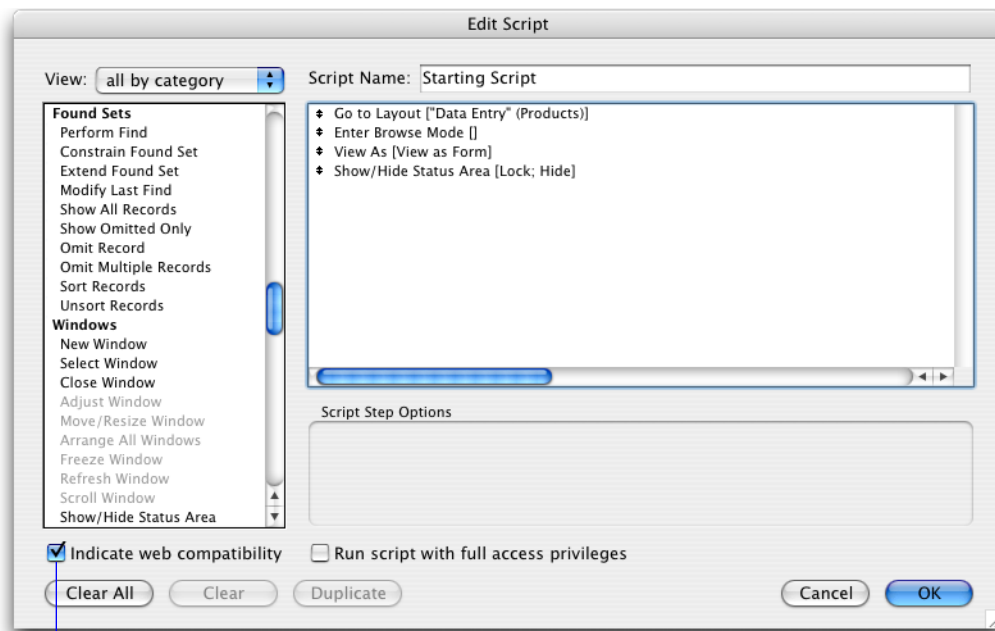 Edit Script
View: all by category
Script Name: Starting Script
Found Sets
Perform Find
Constrain Found Set
Extend Found Set
Modify Last Find
Show All Records
Show Omitted Only
Omit Record
Omit Multiple Records
Sort Records
Unsort Records
Windows
New Window
Select Window
Close Window
Adjust Window
Move/Resize Window
Arrange All Windows
Freeze Window
Refresh Window
Scroll Window
Show/Hide Status Area
Go to Layout ["Data Entry" (Products)]
Enter Browse Mode []
View As [View as Form]
Show/Hide Status Area [Lock; Hide]
Script Step Options
Indicate web compatibility
Run script with full access privileges
Clear All
Clear
Duplicate
Cancel
OK